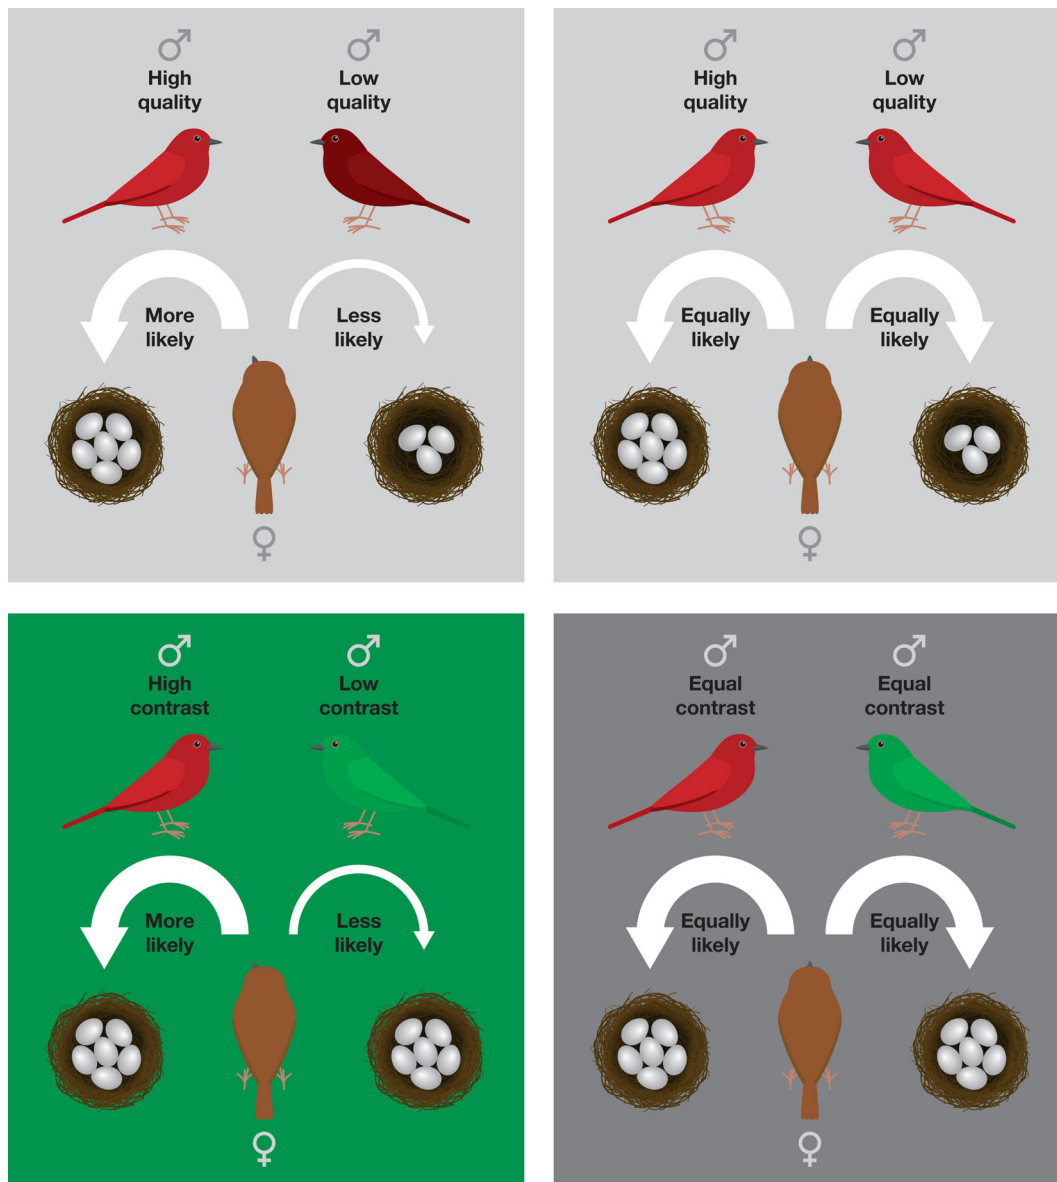 ♂ ♂
High quality
Low quality
More likely
Less likely
♀
♂ ♂
High quality
Low quality
Equally likely
Equally likely
♀
♂ ♂
High contrast
Low contrast
More likely
Less likely
♀
♂ ♂
Equal contrast
Equal contrast
Equally likely
Equally likely
♀